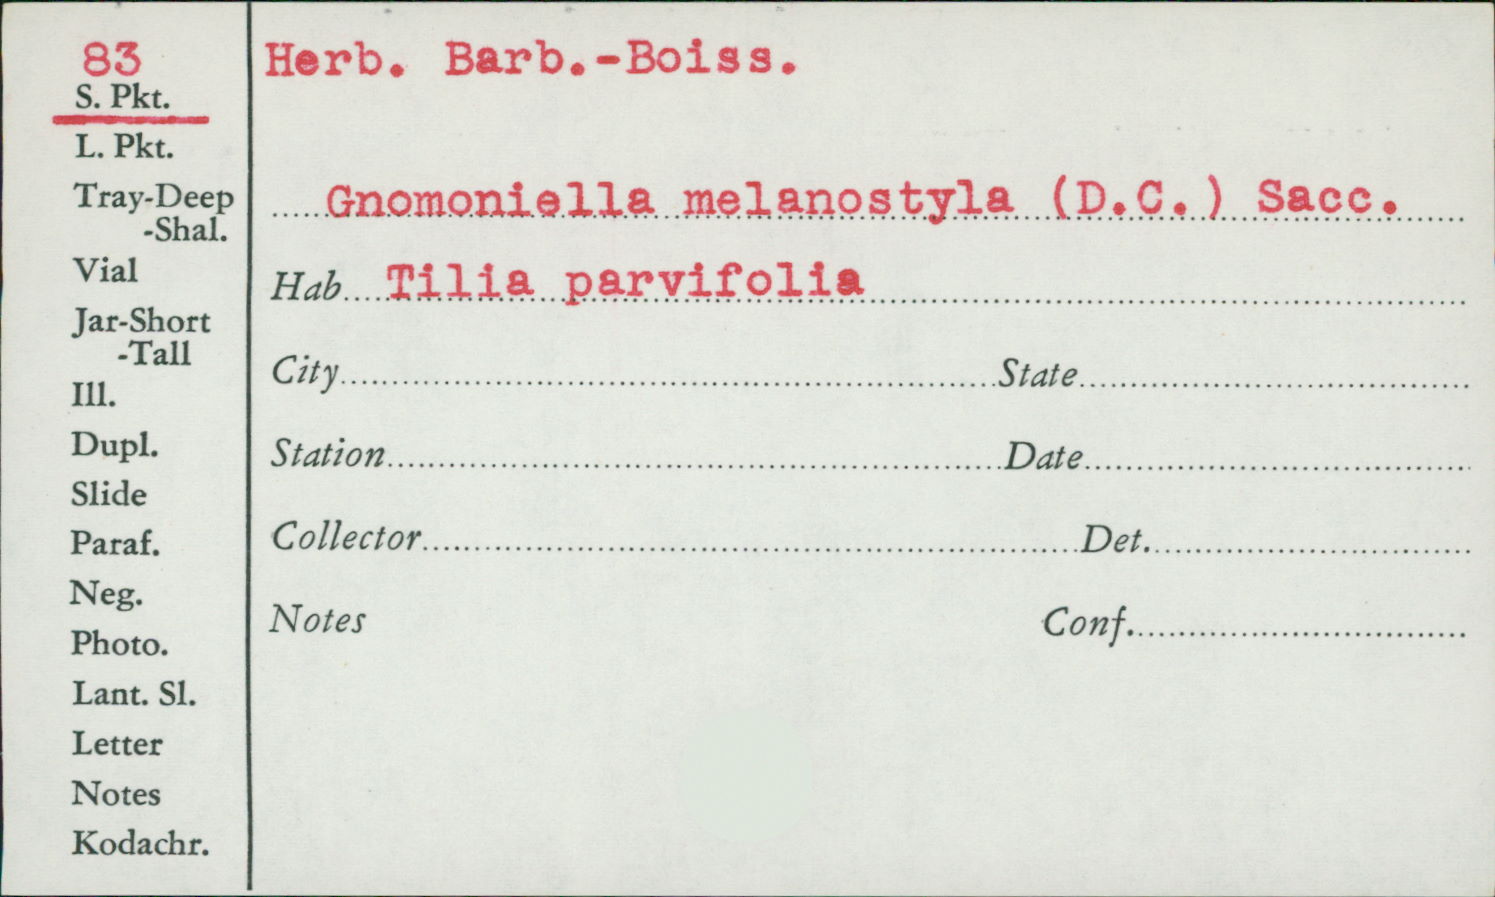 83
S. Pkt.
L. Pkt.
Tray-Deep
-Shal.
Vial
Jar-Short
-Tall
Ill.
Dupl.
Slide
Paraf.
Neg.
Photo.
Lant. Sl.
Letter
Notes
Kodachr.
Herb. Barb.-Boiss.
Gnomoniella melanostyla (D.C.) Sacc.
Hab Tilia parvifolia
City State
Station Date
Collector Det.
Notes Conf.